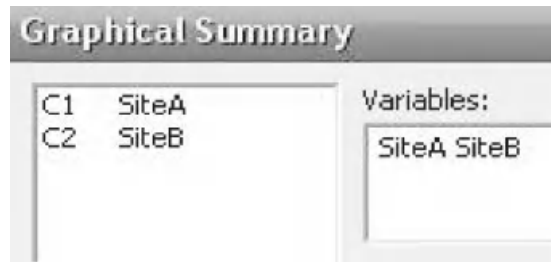 Graphical Summary
C1 SiteA
C2 SiteB
Variables:
SiteA SiteB